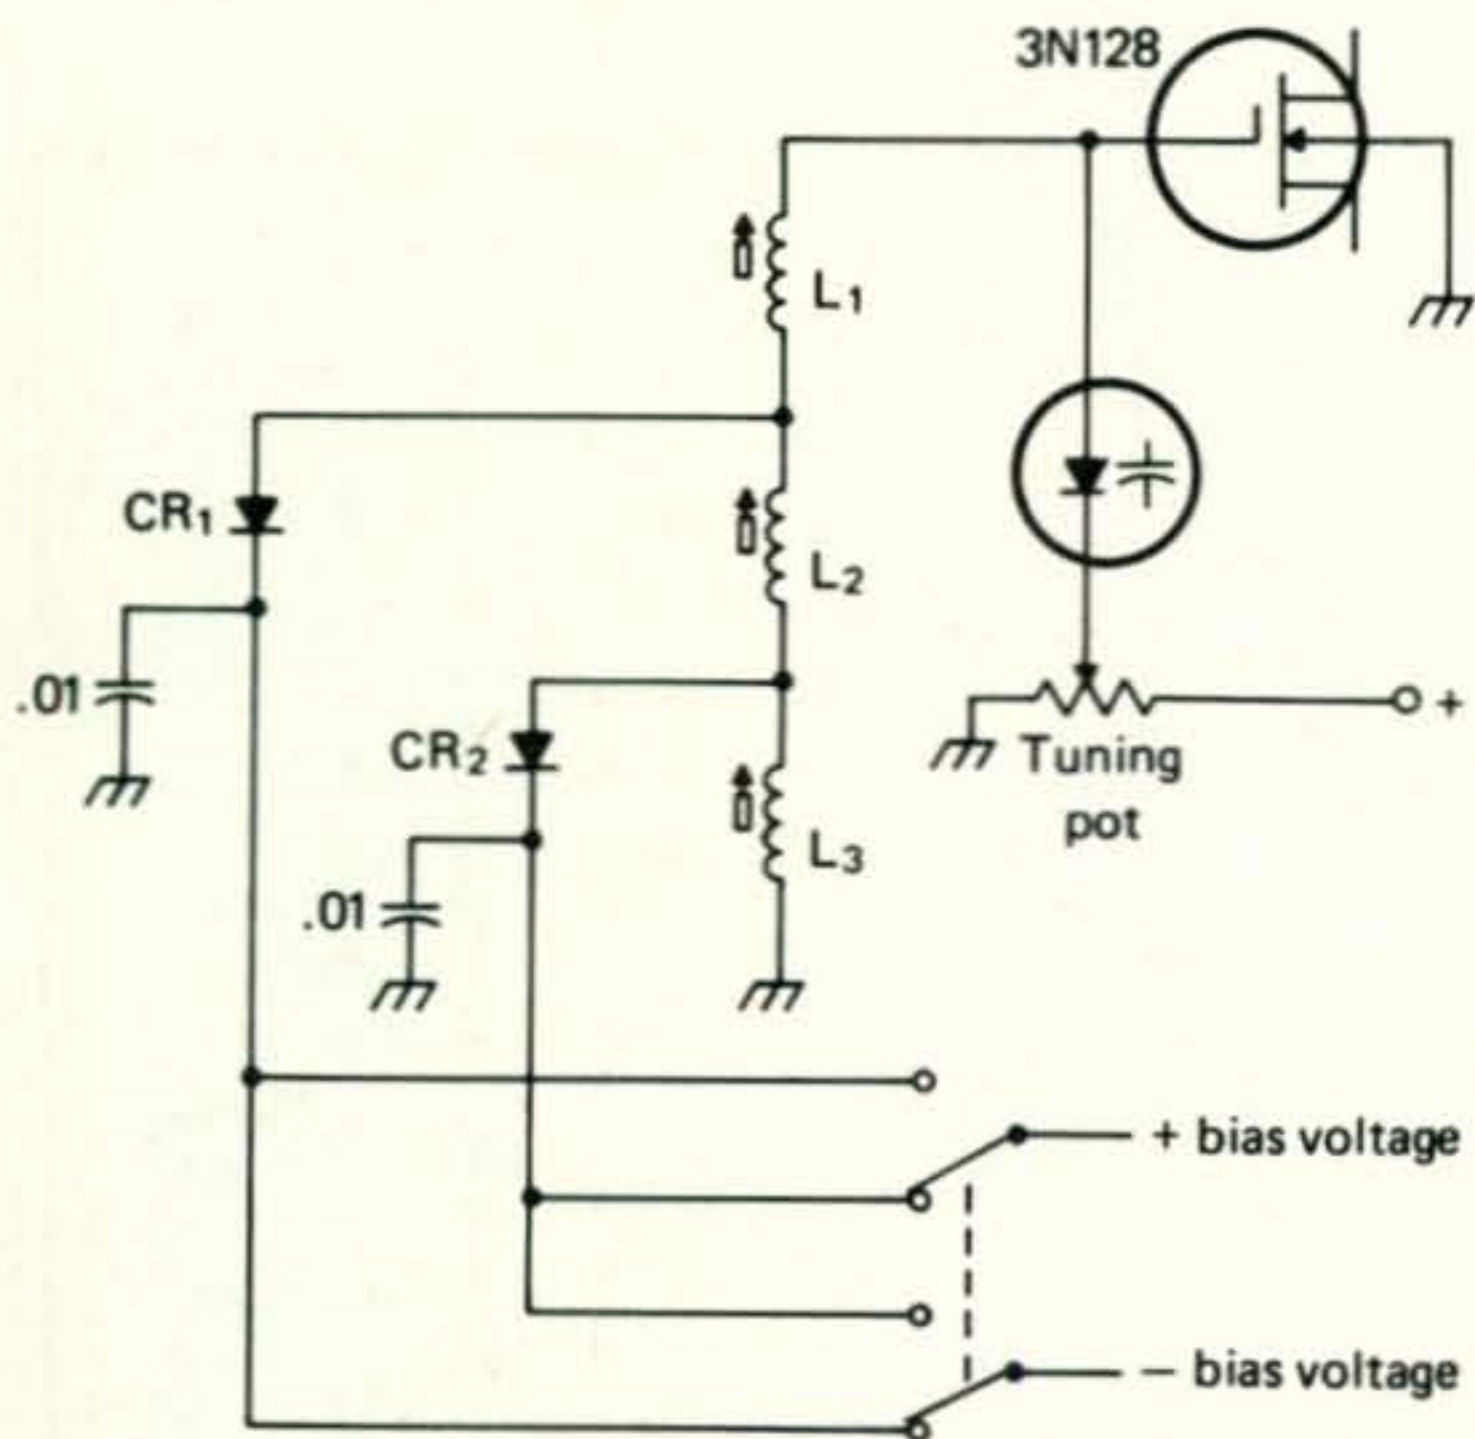 3N128
L1
CR1
L2
.01
+
CR2
Tuning
pot
L3
.01
+ bias voltage
− bias voltage